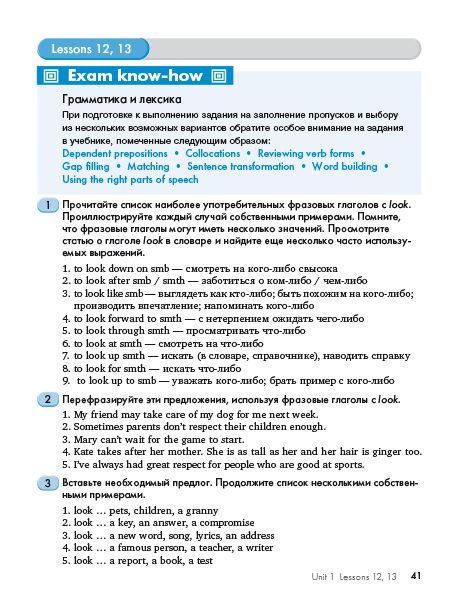 Lessons 12, 13
Exam know-how
Грамматика и лексика
При подготовке к выполнению задания на заполнение пропусков и выбору
из нескольких возможных вариантов обратите особое внимание на задания
в учебнике, помеченные следующим образом:
Dependent prepositions • Collocations • Reviewing verb forms •
Gap filling • Matching • Sentence transformation • Word building •
Using the right parts of speech
1 Прочитайте список наиболее употребительных фразовых глаголов с look.
Проиллюстрируйте каждый случай собственными примерами. Помните,
что фразовые глаголы могут иметь несколько значений. Просмотрите
статью о глаголе look в словаре и найдите еще несколько часто использу-
емых выражений.
1. to look down on smb — смотреть на кого-либо свысока
2. to look after smb / smth — заботиться о ком-либо / чем-либо
3. to look like smb — выглядеть как кто-либо; быть похожим на кого-либо;
производить впечатление; напоминать кого-либо
4. to look forward to smth — с нетерпением ожидать чего-либо
5. to look through smth — просматривать что-либо
6. to look at smth — смотреть на что-либо
7. to look up smth — искать (в словаре, справочнике), наводить справку
8. to look for smth — искать что-либо
9. to look up to smb — уважать кого-либо; брать пример с кого-либо
2 Перефразируйте эти предложения, используя фразовые глаголы с look.
1. My friend may take care of my dog for me next week.
2. Sometimes parents don't respect their children enough.
3. Mary can't wait for the game to start.
4. Kate takes after her mother. She is as tall as her and her hair is ginger too.
5. I've always had great respect for people who are good at sports.
3 Вставьте необходимый предлог. Продолжите список несколькими собствен-
ными примерами.
1. look … pets, children, a granny
2. look … a key, an answer, a compromise
3. look … a new word, song, lyrics, an address
4. look … a famous person, a teacher, a writer
5. look … a report, a book, a test
Unit 1 Lessons 12, 13 41